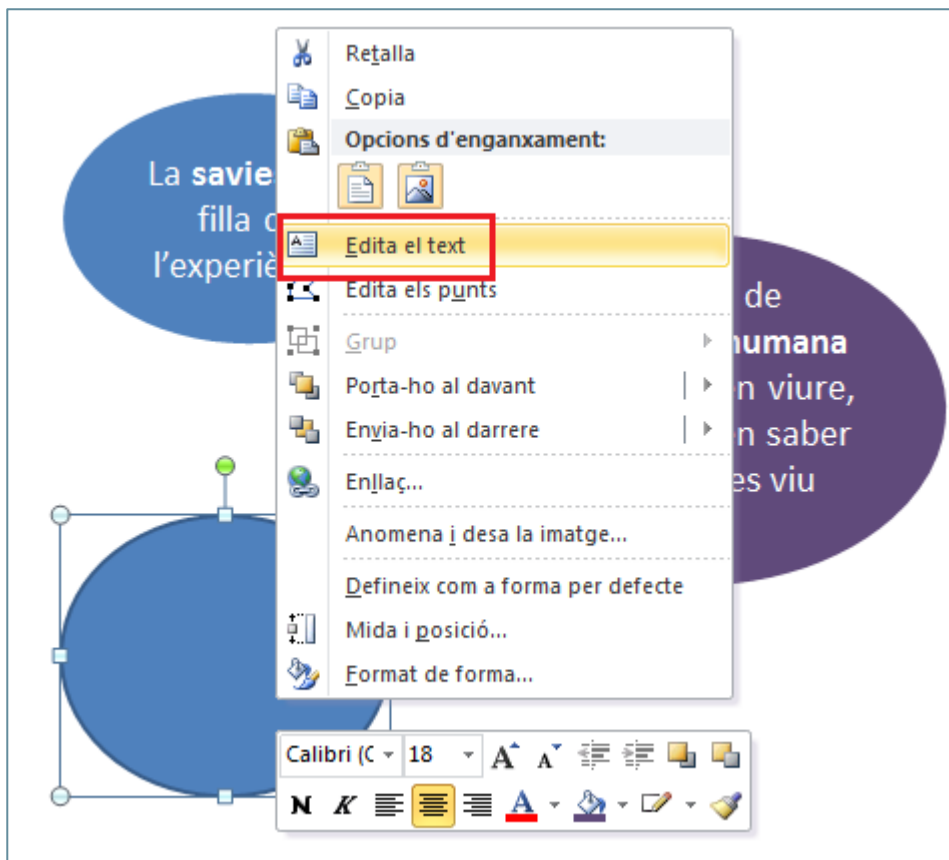 Retalla
Copia
Opcions d'enganxament:
Edita el text
Edita els punts
Grup
Porta-ho al davant
Envia-ho al darrere
Enllaç...
Anomena i desa la imatge...
Defineix com a forma per defecte
Mida i posició...
Format de forma...
La savie
filla
l'experiè
de
humana
viure,
saber
es viu
Calibri (C 18
N K